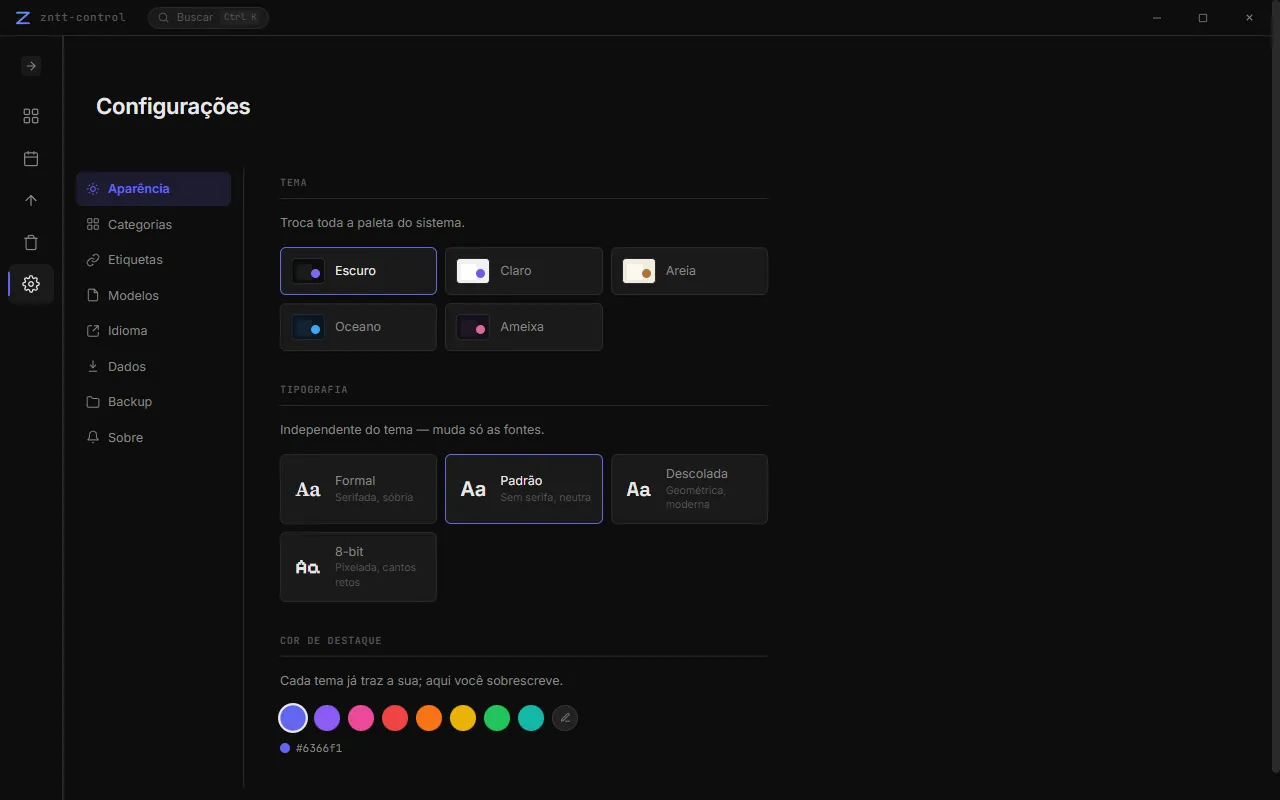 zntt-control
Buscar Ctrl K
Configurações
Aparência
Categorias
Etiquetas
Modelos
Idioma
Dados
Backup
Sobre
TEMA
Troca toda a paleta do sistema.
Escuro
Claro
Areia
Oceano
Ameixa
TIPOGRAFIA
Independente do tema — muda só as fontes.
Aa
Formal
Serifada, sóbria
Aa
Padrão
Sem serifa, neutra
Aa
Descolada
Geométrica,
moderna
Aa
8-bit
Pixelada, cantos
retos
COR DE DESTAQUE
Cada tema já traz a sua; aqui você sobrescreve.
#6366f1